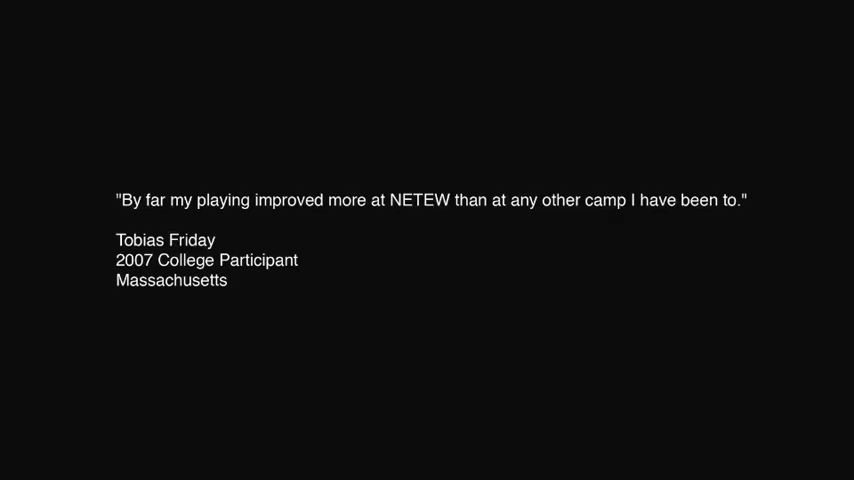 "By far my playing improved more at NETEW than at any other camp I have been to."
Tobias Friday
2007 College Participant
Massachusetts